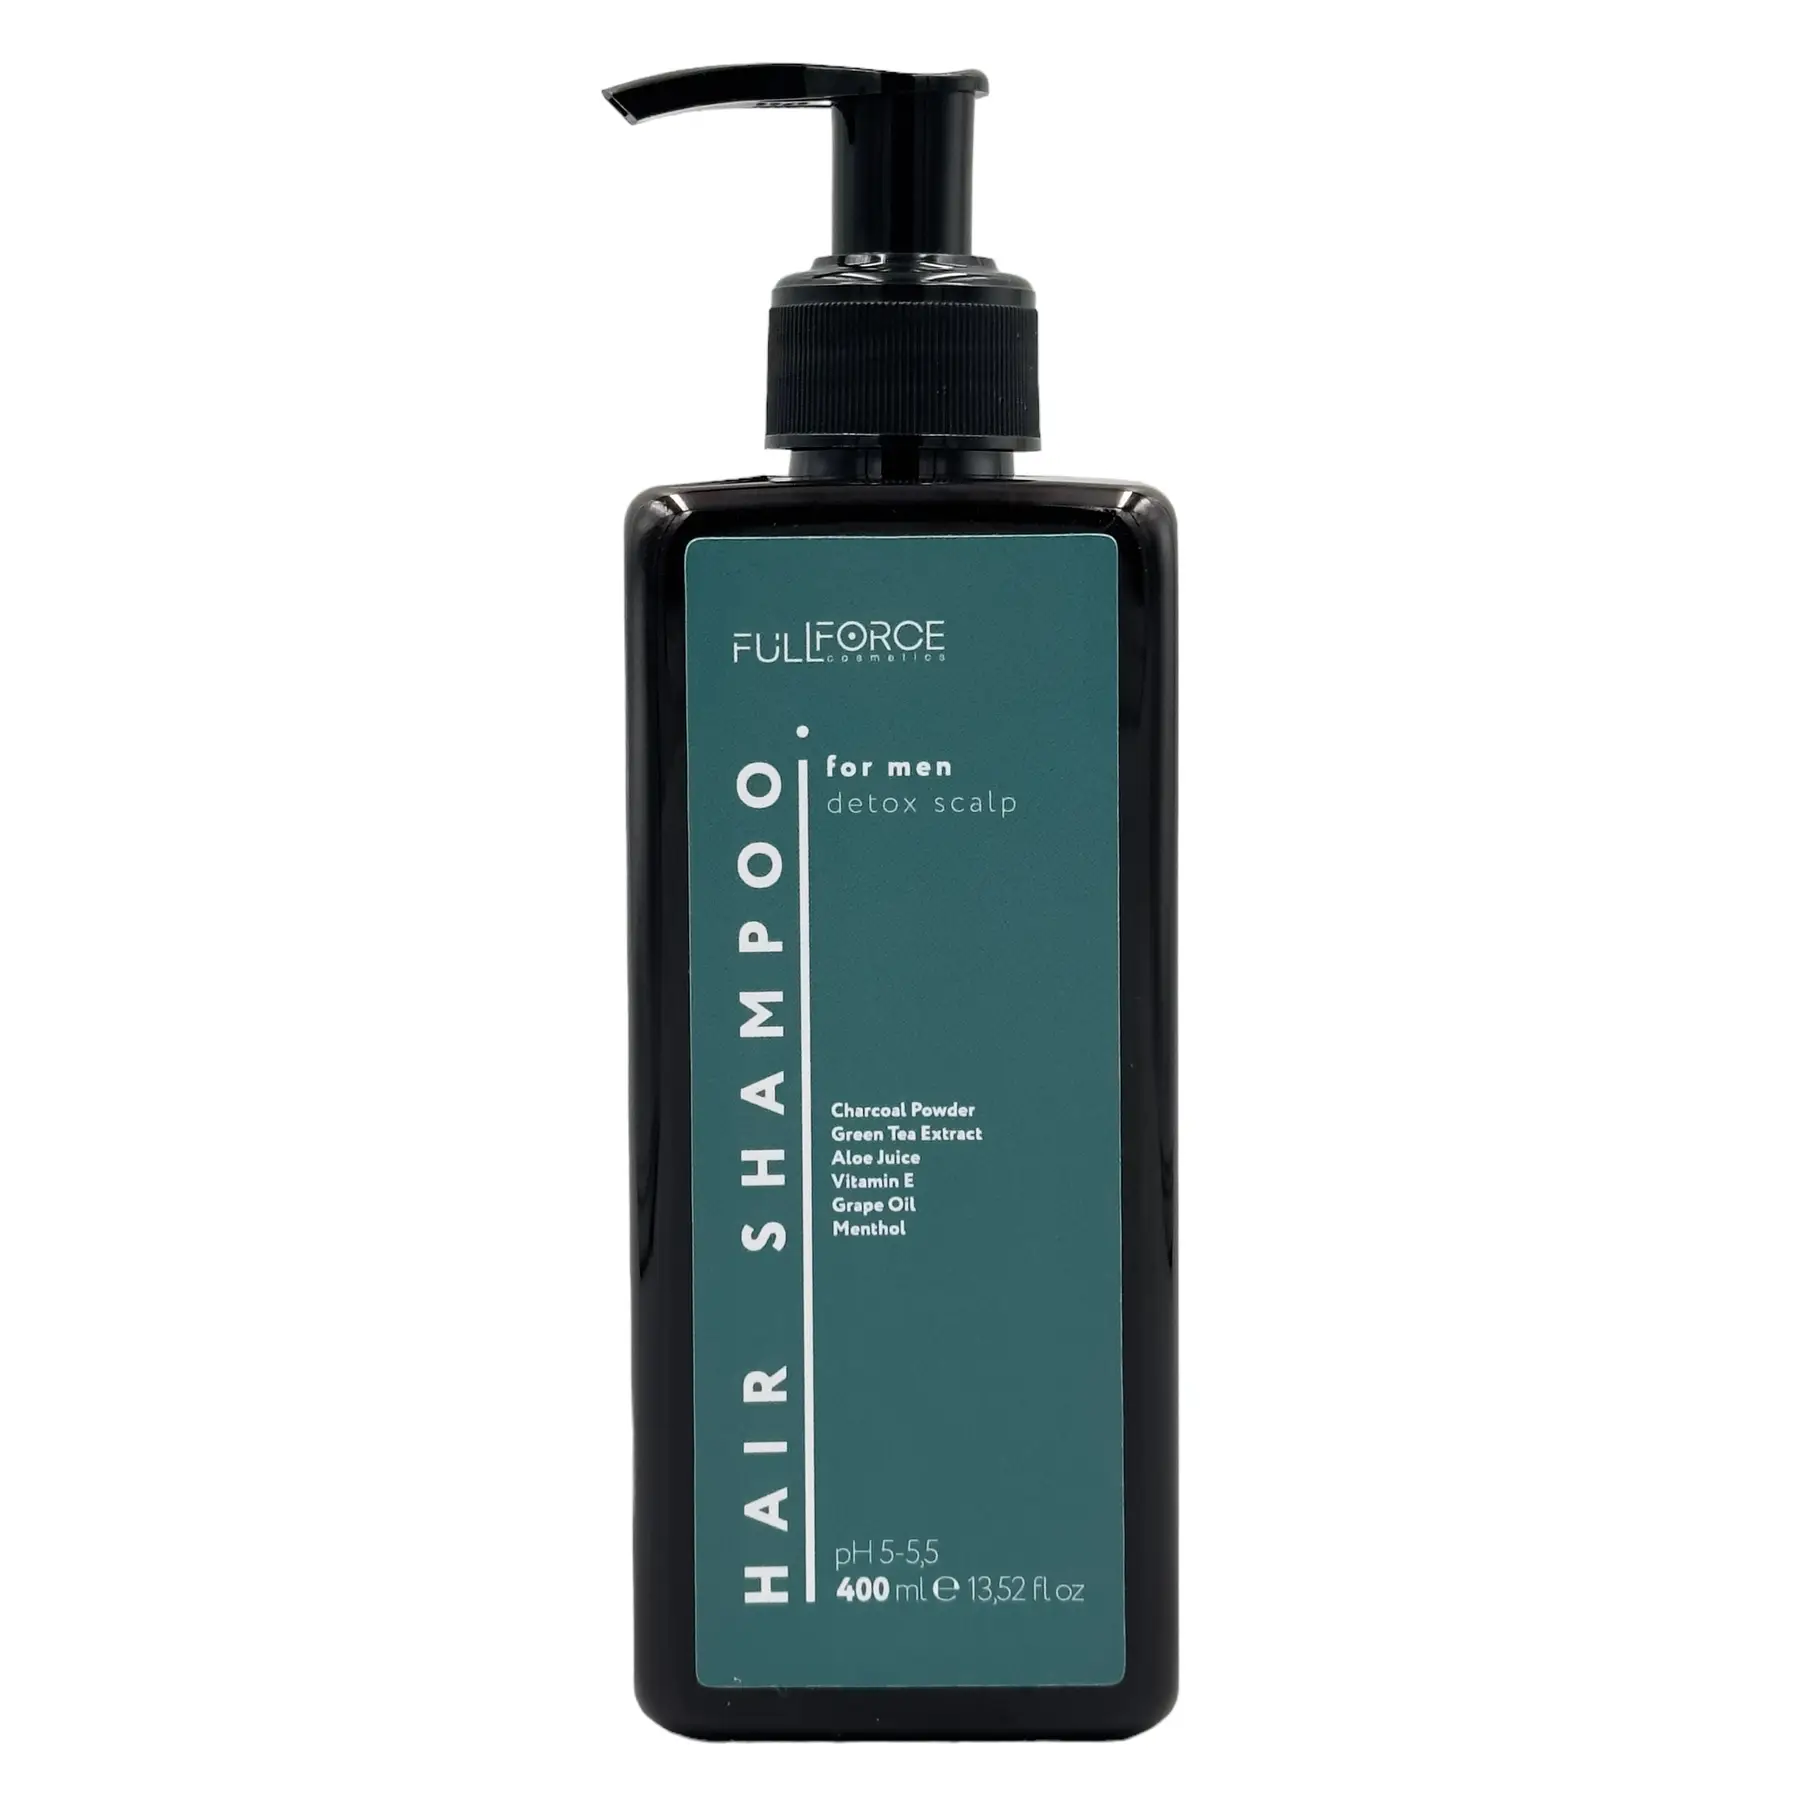 FULLFORCE
cosmetics
HAIR SHAMPOO
for men
detox scalp
Charcoal Powder
Green Tea Extract
Aloe Juice
Vitamin E
Grape Oil
Menthol
pH 5-5,5
400 ml ℮ 13,52 fl oz